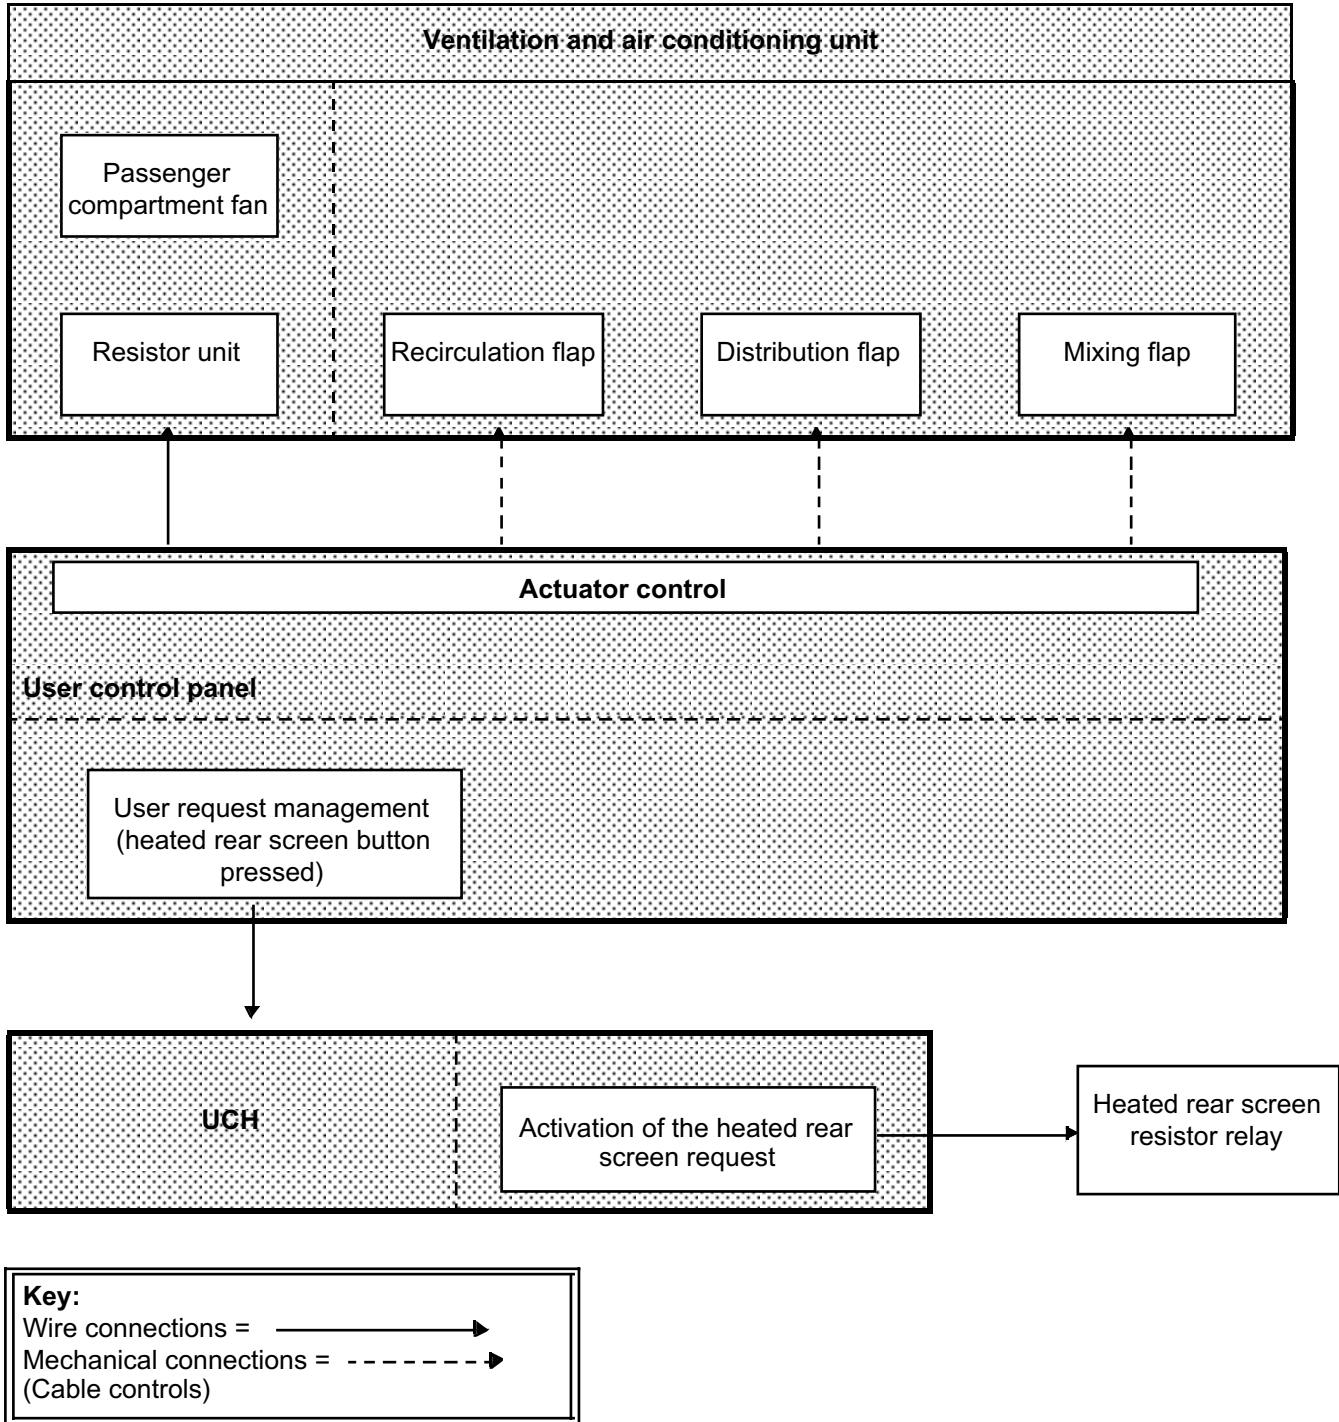 Ventilation and air conditioning unit
Passenger
compartment fan
Resistor unit
Recirculation flap
Distribution flap
Mixing flap
Actuator control
User control panel
User request management
(heated rear screen button
pressed)
UCH
Activation of the heated rear
screen request
Heated rear screen
resistor relay
Key:
Wire connections =
Mechanical connections =
(Cable controls)